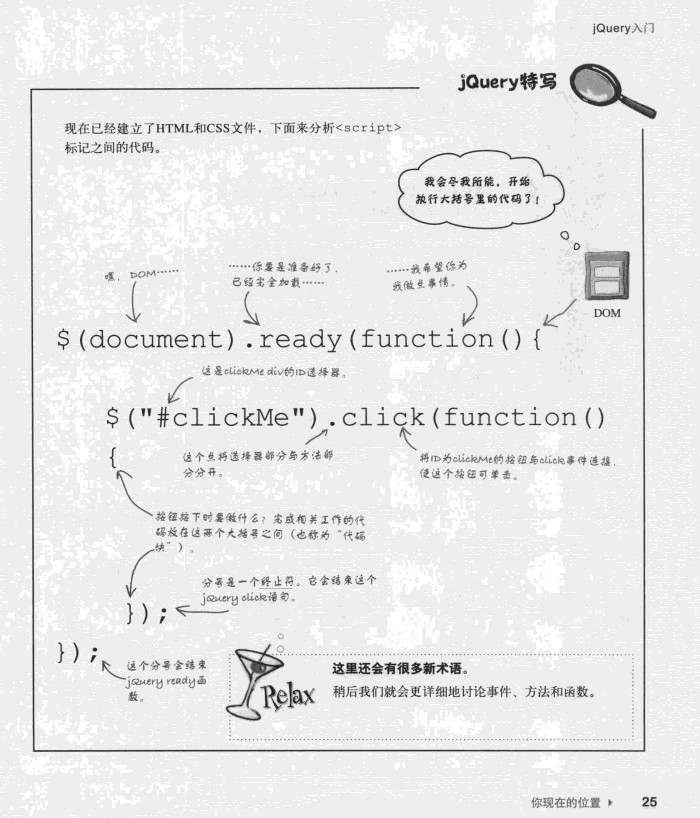 jQuery入门
jQuery特写
现在已经建立了HTML和CSS文件，下面来分析<script>
标记之间的代码。
我会尽我所能，开始
执行大括号里的代码了！
嘿，DOM……
……你要是准备好了，
已经完全加载……
……我希望你为
我做点事情。
DOM
$(document).ready(function(){
这是clickMe div的ID选择器。
$("#clickMe").click(function()
{
这个点将选择器部分与方法部
分分开。
将ID为clickMe的按钮与click事件连接，
使这个按钮可单击。
按钮按下时要做什么？完成相关工作的代
码放在这两个大括号之间（也称为“代码
块”）。
分号是一个终止符。它会结束这个
jQuery click语句。
});
});
这个分号会结束
jQuery ready函
数。
Relax
这里还会有很多新术语。
稍后我们就会更详细地讨论事件、方法和函数。
你现在的位置
25